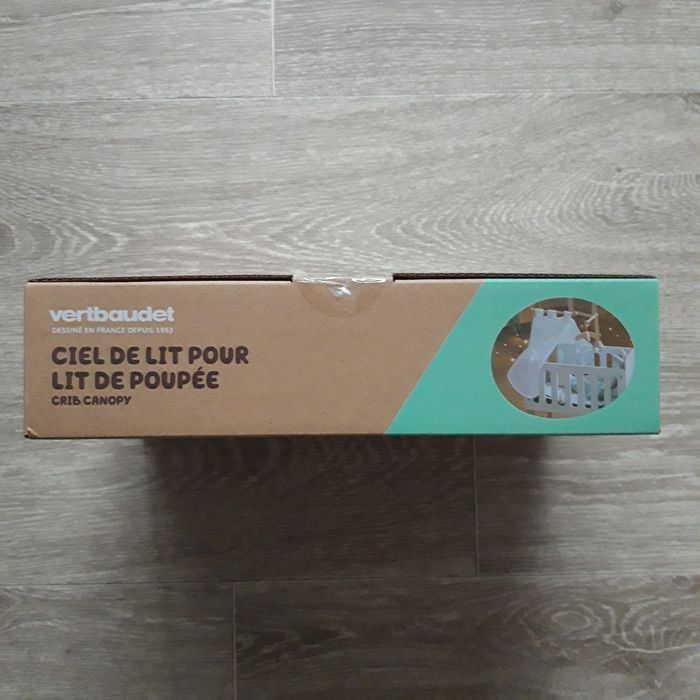 vertbaudet
DESSINÉ EN FRANCE DEPUIS 1963
CIEL DE LIT POUR
LIT DE POUPÉE
CRIB CANOPY